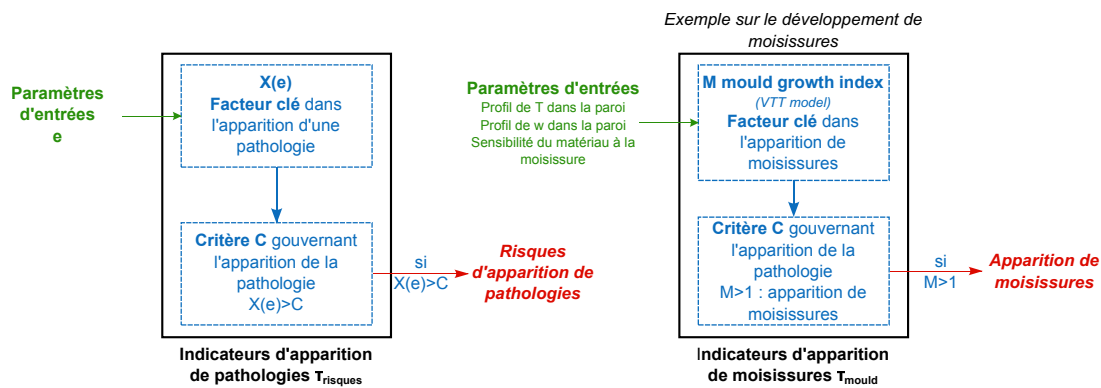 Paramètres
d'entrées
e
X(e)
Facteur clé dans
l'apparition d'une
pathologie
Critère C gouvernant
l'apparition de la
pathologie
X(e)>C
si
X(e)>C
Risques
d'apparition de
pathologies
Indicateurs d'apparition
de pathologies τrisques
Exemple sur le développement de
moisissures
Paramètres d'entrées
Profil de T dans la paroi
Profil de w dans la paroi
Sensibilité du matériau à la
moisissure
M mould growth index
(VTT model)
Facteur clé dans
l'apparition de
moisissures
Critère C gouvernant
l'apparition de la
pathologie
M>1 : apparition de
moisissures
si
M>1
Apparition de
moisissures
Indicateurs d'apparition
de moisissures τmould